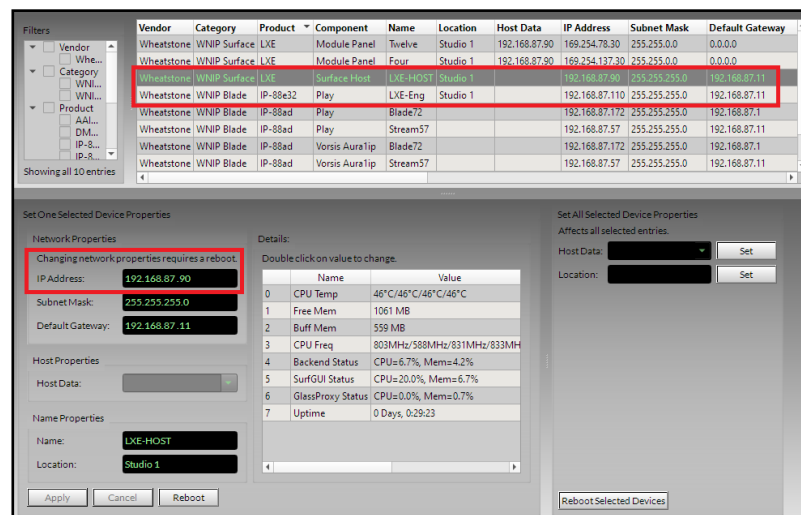 Filters
Vendor
Whe...
Category
WNI...
WNI...
Product
AAI...
DM...
IP-8...
IP-8...
Showing all 10 entries
Vendor Category Product Component Name Location Host Data IP Address Subnet Mask Default Gateway
Wheatstone WNIP Surface LXE Module Panel Twelve Studio 1 192.168.87.90 169.254.78.30 255.255.0.0 0.0.0.0
Wheatstone WNIP Surface LXE Module Panel Four Studio 1 192.168.87.90 169.254.137.30 255.255.0.0 0.0.0.0
Wheatstone WNIP Surface LXE Surface Host LXE-HOST Studio 1 192.168.87.90 255.255.255.0 192.168.87.11
Wheatstone WNIP Blade IP-88e32 Play LXE-Eng Studio 1 192.168.87.110 255.255.255.0 192.168.87.11
Wheatstone WNIP Blade IP-88ad Play Blade72 192.168.87.172 255.255.255.0 192.168.87.1
Wheatstone WNIP Blade IP-88ad Play Stream57 192.168.87.57 255.255.255.0 192.168.87.11
Wheatstone WNIP Blade IP-88ad Vorsis Aura1ip Blade72 192.168.87.172 255.255.255.0 192.168.87.1
Wheatstone WNIP Blade IP-88ad Vorsis Aura1ip Stream57 192.168.87.57 255.255.255.0 192.168.87.11
Set One Selected Device Properties
Network Properties
Changing network properties requires a reboot.
IP Address: 192.168.87.90
Subnet Mask: 255.255.255.0
Default Gateway: 192.168.87.11
Host Properties
Host Data:
Name Properties
Name: LXE-HOST
Location: Studio 1
Apply Cancel Reboot
Details:
Double click on value to change.
Name Value
0 CPU Temp 46°C/46°C/46°C/46°C
1 Free Mem 1061 MB
2 Buff Mem 559 MB
3 CPU Freq 803MHz/588MHz/831MHz/833MH
4 Backend Status CPU=6.7%, Mem=4.2%
5 SurfGUI Status CPU=20.0%, Mem=6.7%
6 GlassProxy Status CPU=0.0%, Mem=0.7%
7 Uptime 0 Days, 0:29:23
Set All Selected Device Properties
Affects all selected entries.
Host Data: Set
Location: Set
Reboot Selected Devices